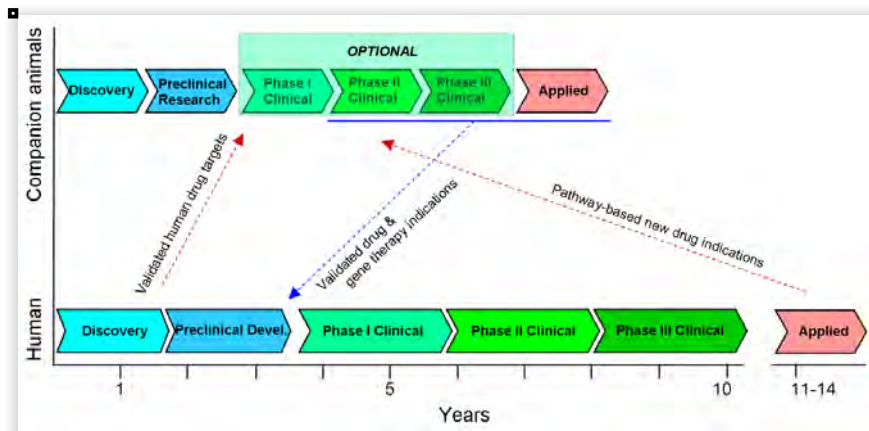 Companion animals
OPTIONAL
Discovery
Preclinical
Research
Phase I
Clinical
Phase II
Clinical
Phase III
Clinical
Applied
Validated human drug targets
Validated drug &
gene therapy indications
Pathway-based new drug indications
Human
Discovery
Preclinical Devel.
Phase I Clinical
Phase II Clinical
Phase III Clinical
Applied
1
5
10
11-14
Years